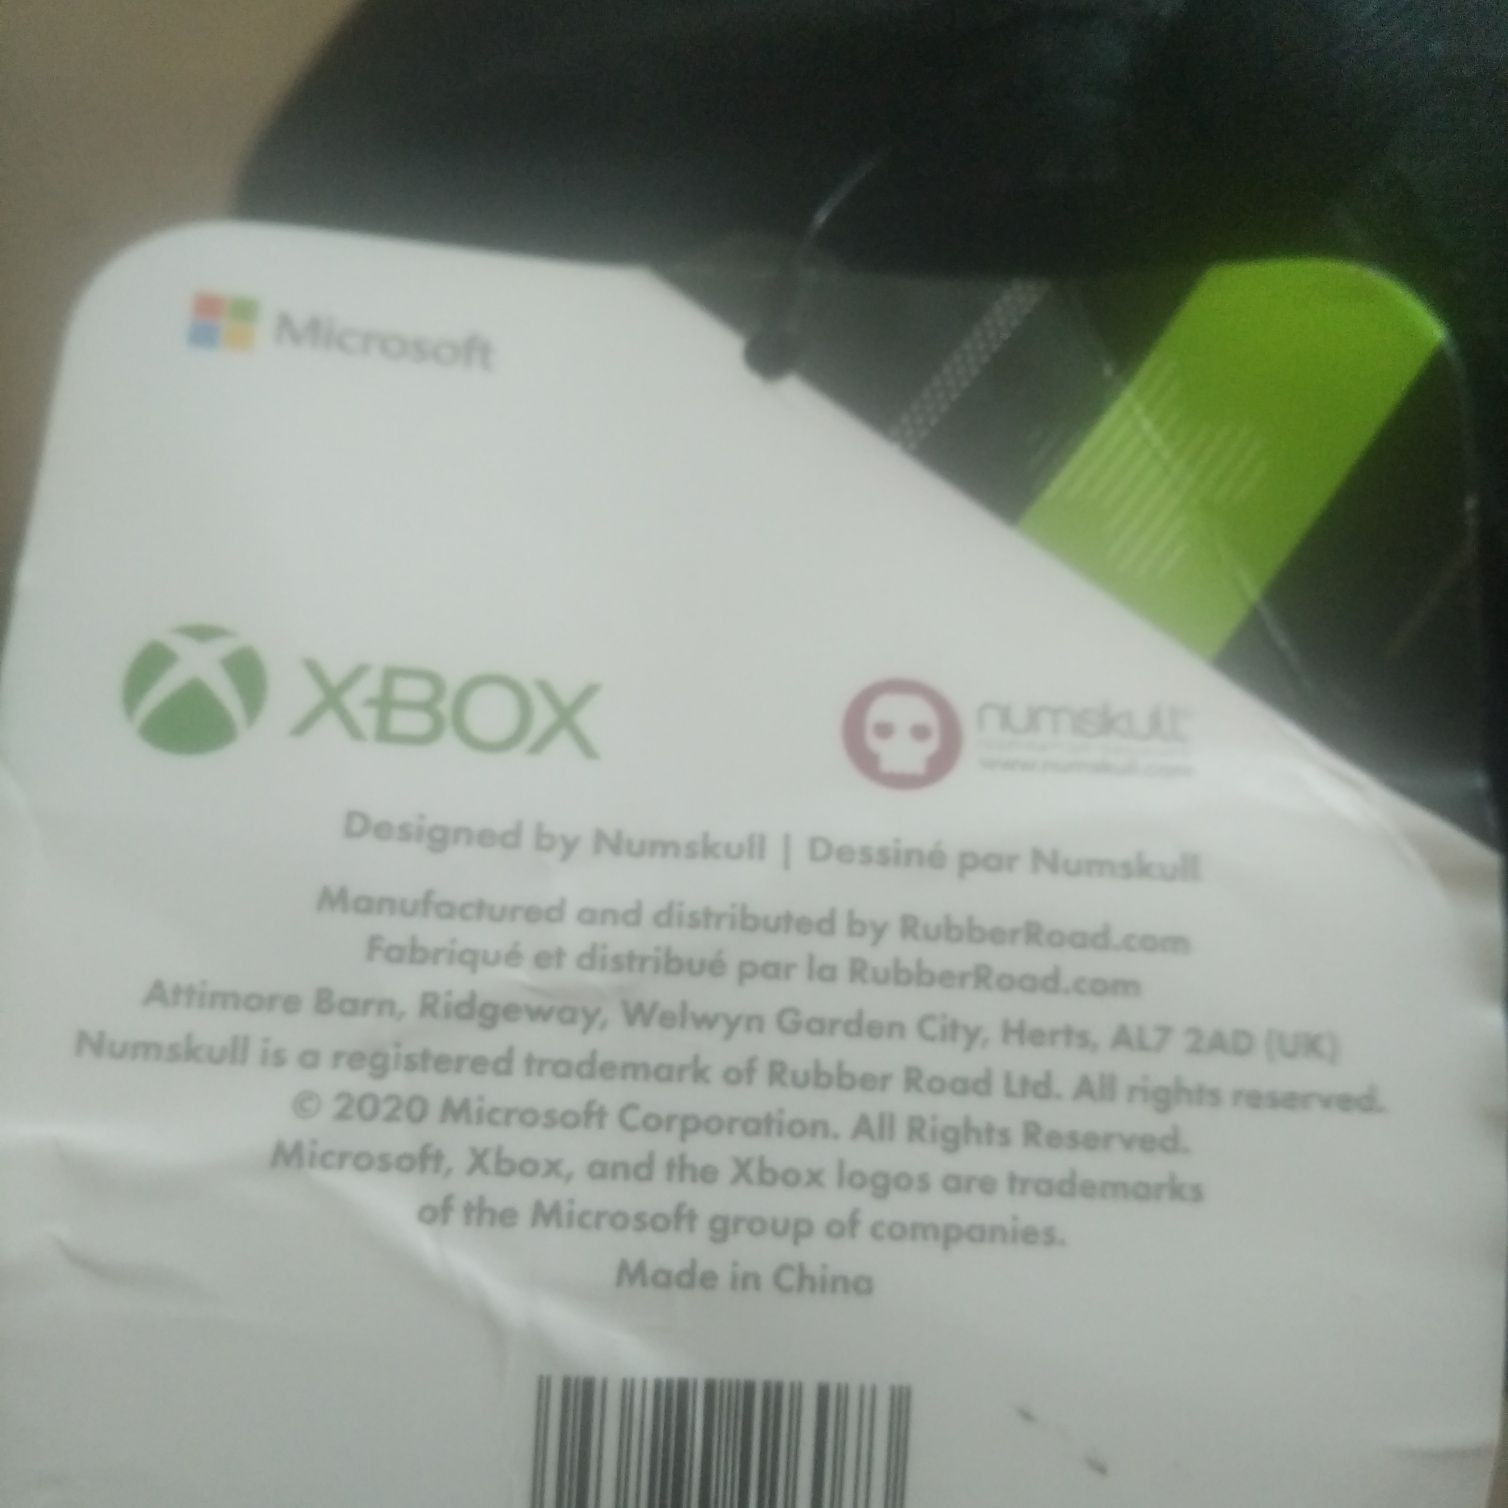 Microsoft
XBOX
numskull
www.numskull.com
Designed by Numskull | Dessiné par Numskull
Manufactured and distributed by RubberRoad.com
Fabriqué et distribué par la RubberRoad.com
Attimore Barn, Ridgeway, Welwyn Garden City, Herts, AL7 2AD (UK)
Numskull is a registered trademark of Rubber Road Ltd. All rights reserved.
© 2020 Microsoft Corporation. All Rights Reserved.
Microsoft, Xbox, and the Xbox logos are trademarks
of the Microsoft group of companies.
Made in China